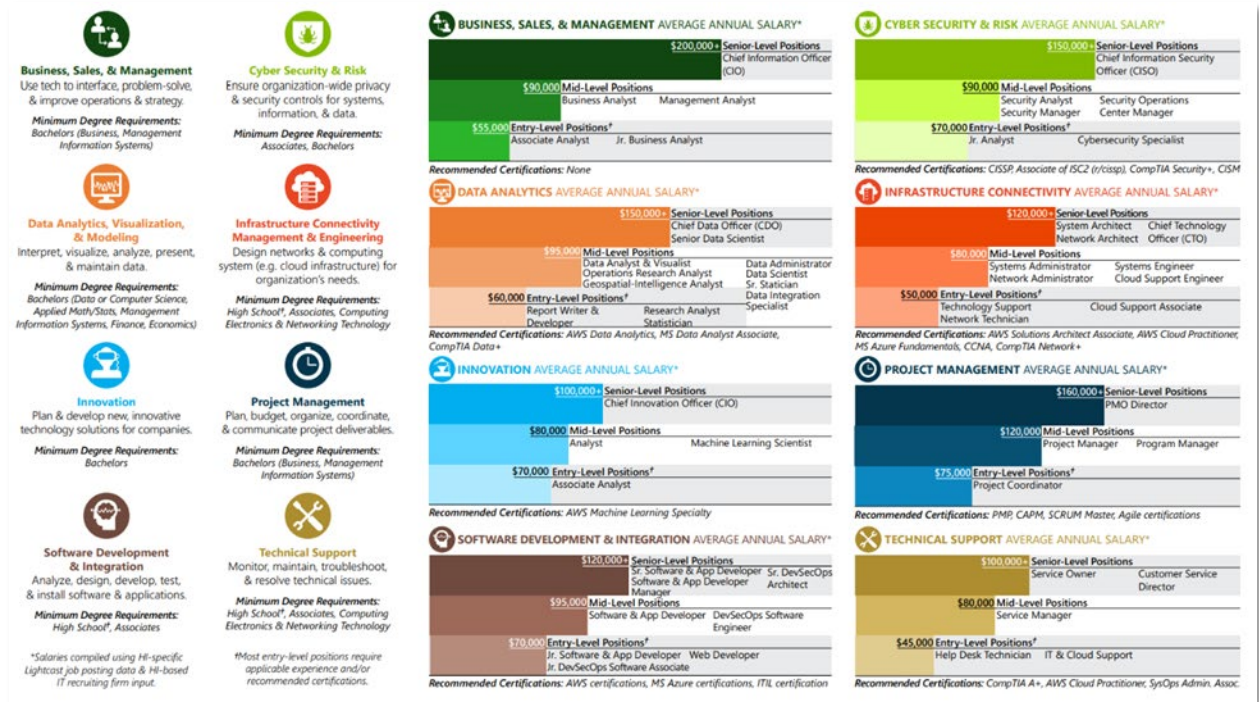 Business, Sales, & Management
Use tech to interface, problem-solve,
& improve operations & strategy.
Minimum Degree Requirements:
Bachelors (Business, Management
Information Systems)
Cyber Security & Risk
Ensure organization-wide privacy
& security controls for systems,
information, & data.
Minimum Degree Requirements:
Associates, Bachelors
Data Analytics, Visualization,
& Modeling
Interpret, visualize, analyze, present,
& maintain data.
Minimum Degree Requirements:
Bachelors (Data or Computer Science,
Applied Math/Stats, Management
Information Systems, Finance, Economics)
Infrastructure Connectivity
Management & Engineering
Design networks & computing
system (e.g. cloud infrastructure) for
organization's needs.
Minimum Degree Requirements:
High School†, Associates, Computing
Electronics & Networking Technology
Innovation
Plan & develop new, innovative
technology solutions for companies.
Minimum Degree Requirements:
Bachelors
Project Management
Plan, budget, organize, coordinate,
& communicate project deliverables.
Minimum Degree Requirements:
Bachelors (Business, Management
Information Systems)
Software Development
& Integration
Analyze, design, develop, test,
& install software & applications.
Minimum Degree Requirements:
High School†, Associates
Technical Support
Monitor, maintain, troubleshoot,
& resolve technical issues.
Minimum Degree Requirements:
High School†, Associates, Computing
Electronics & Networking Technology
*Salaries compiled using HI-specific
Lightcast job posting data & HI-based
IT recruiting firm input.
†Most entry-level positions require
applicable experience and/or
recommended certifications.
BUSINESS, SALES, & MANAGEMENT AVERAGE ANNUAL SALARY*
$200,000+ Senior-Level Positions
Chief Information Officer
(CIO)
$90,000 Mid-Level Positions
Business Analyst Management Analyst
$55,000 Entry-Level Positions†
Associate Analyst Jr. Business Analyst
Recommended Certifications: None
CYBER SECURITY & RISK AVERAGE ANNUAL SALARY*
$150,000+ Senior-Level Positions
Chief Information Security
Officer (CISO)
$90,000 Mid-Level Positions
Security Analyst Security Operations
Security Manager Center Manager
$70,000 Entry-Level Positions†
Jr. Analyst Cybersecurity Specialist
Recommended Certifications: CISSP, Associate of ISC2 (r/cissp), CompTIA Security+, CISM
DATA ANALYTICS AVERAGE ANNUAL SALARY*
$150,000+ Senior-Level Positions
Chief Data Officer (CDO)
Senior Data Scientist
$95,000 Mid-Level Positions
Data Analyst & Visualist Data Administrator
Operations Research Analyst Data Scientist
Geospatial-Intelligence Analyst Sr. Statician
Data Integration
Specialist
$60,000 Entry-Level Positions†
Report Writer & Research Analyst
Developer Statistician
Recommended Certifications: AWS Data Analytics, MS Data Analyst Associate,
CompTIA Data+
INFRASTRUCTURE CONNECTIVITY AVERAGE ANNUAL SALARY*
$120,000+ Senior-Level Positions
System Architect Chief Technology
Network Architect Officer (CTO)
$80,000 Mid-Level Positions
Systems Administrator Systems Engineer
Network Administrator Cloud Support Engineer
$50,000 Entry-Level Positions†
Technology Support Cloud Support Associate
Network Technician
Recommended Certifications: AWS Solutions Architect Associate, AWS Cloud Practitioner,
MS Azure Fundamentals, CCNA, CompTIA Network+
INNOVATION AVERAGE ANNUAL SALARY*
$100,000+ Senior-Level Positions
Chief Innovation Officer (CIO)
$80,000 Mid-Level Positions
Analyst Machine Learning Scientist
$70,000 Entry-Level Positions†
Associate Analyst
Recommended Certifications: AWS Machine Learning Specialty
PROJECT MANAGEMENT AVERAGE ANNUAL SALARY*
$160,000+ Senior-Level Positions
PMO Director
$120,000 Mid-Level Positions
Project Manager Program Manager
$75,000 Entry-Level Positions†
Project Coordinator
Recommended Certifications: PMP, CAPM, SCRUM Master, Agile certifications
SOFTWARE DEVELOPMENT & INTEGRATION AVERAGE ANNUAL SALARY*
$120,000+ Senior-Level Positions
Sr. Software & App Developer Sr. DevSecOps
Software & App Developer Architect
Manager
$95,000 Mid-Level Positions
Software & App Developer DevSecOps Software
Engineer
$70,000 Entry-Level Positions†
Jr. Software & App Developer Web Developer
Jr. DevSecOps Software Associate
Recommended Certifications: AWS certifications, MS Azure certifications, ITIL certification
TECHNICAL SUPPORT AVERAGE ANNUAL SALARY*
$100,000+ Senior-Level Positions
Service Owner Customer Service
Director
$80,000 Mid-Level Positions
Service Manager
$45,000 Entry-Level Positions†
Help Desk Technician IT & Cloud Support
Recommended Certifications: CompTIA A+, AWS Cloud Practitioner, SysOps Admin. Assoc.